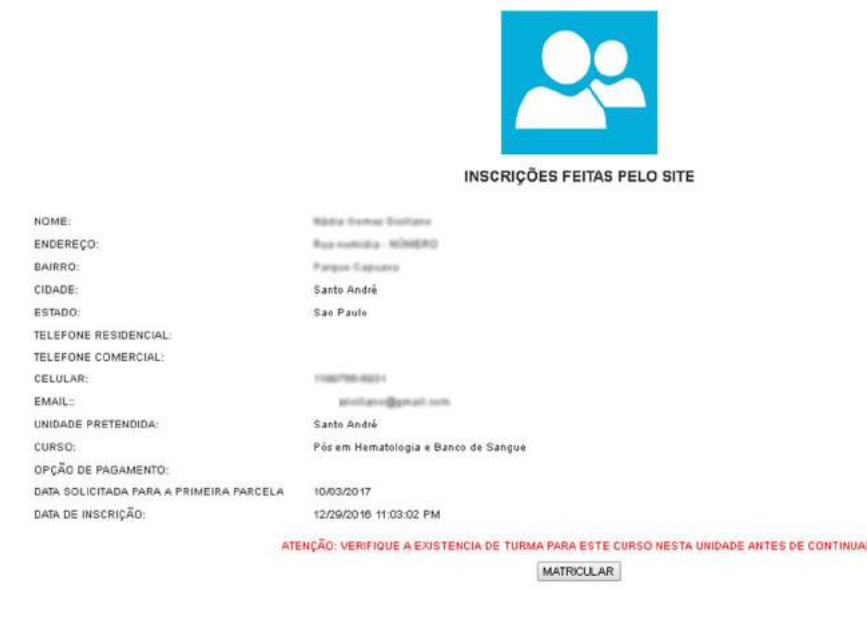 INSCRIÇÕES FEITAS PELO SITE
NOME:
ENDEREÇO:
BAIRRO:
CIDADE: Santo André
ESTADO: Sao Paulo
TELEFONE RESIDENCIAL:
TELEFONE COMERCIAL:
CELULAR:
EMAIL::
UNIDADE PRETENDIDA: Santo André
CURSO: Pós em Hematologia e Banco de Sangue
OPÇÃO DE PAGAMENTO:
DATA SOLICITADA PARA A PRIMEIRA PARCELA 10/03/2017
DATA DE INSCRIÇÃO: 12/29/2016 11:03:02 PM
ATENÇÃO: VERIFIQUE A EXISTENCIA DE TURMA PARA ESTE CURSO NESTA UNIDADE ANTES DE CONTINUA
MATRICULAR